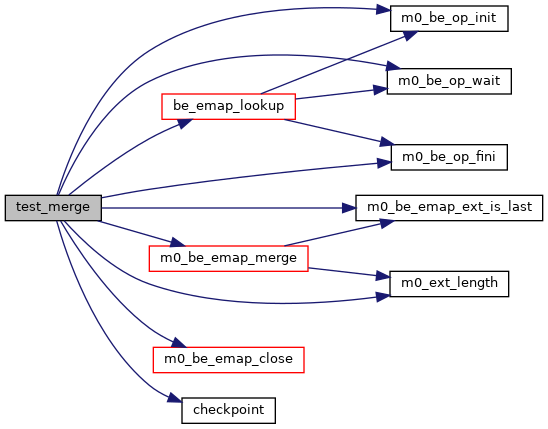 m0_be_op_init
m0_be_op_wait
be_emap_lookup
m0_be_op_fini
test_merge
m0_be_emap_ext_is_last
m0_be_emap_merge
m0_ext_length
m0_be_emap_close
checkpoint